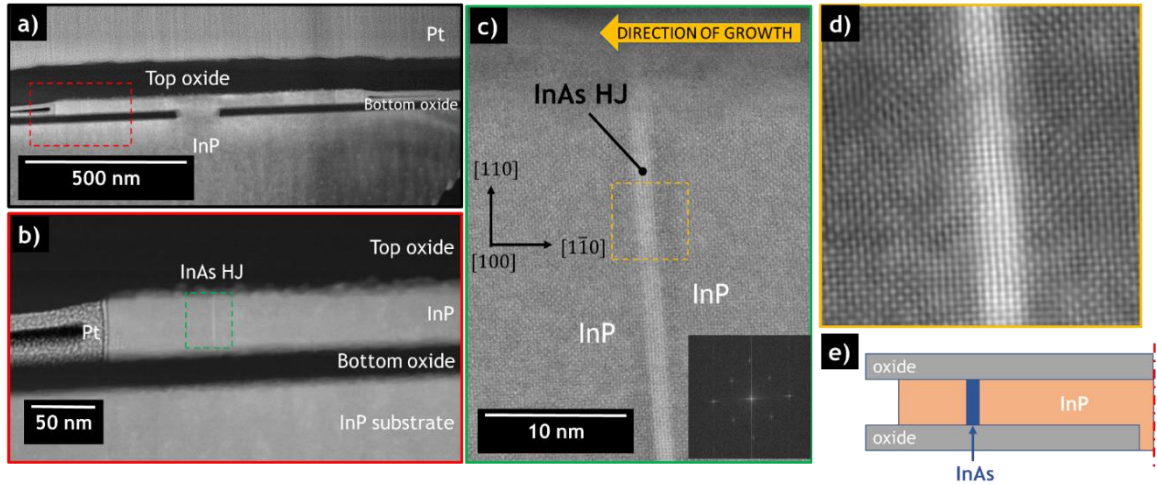 a)
Pt
Top oxide
Bottom oxide
InP
500 nm
b)
Top oxide
InAs HJ
InP
Pt
Bottom oxide
50 nm
InP substrate
c)
DIRECTION OF GROWTH
InAs HJ
[110]
[100]
[11̅0]
InP
InP
10 nm
d)
e)
oxide
InP
oxide
InAs